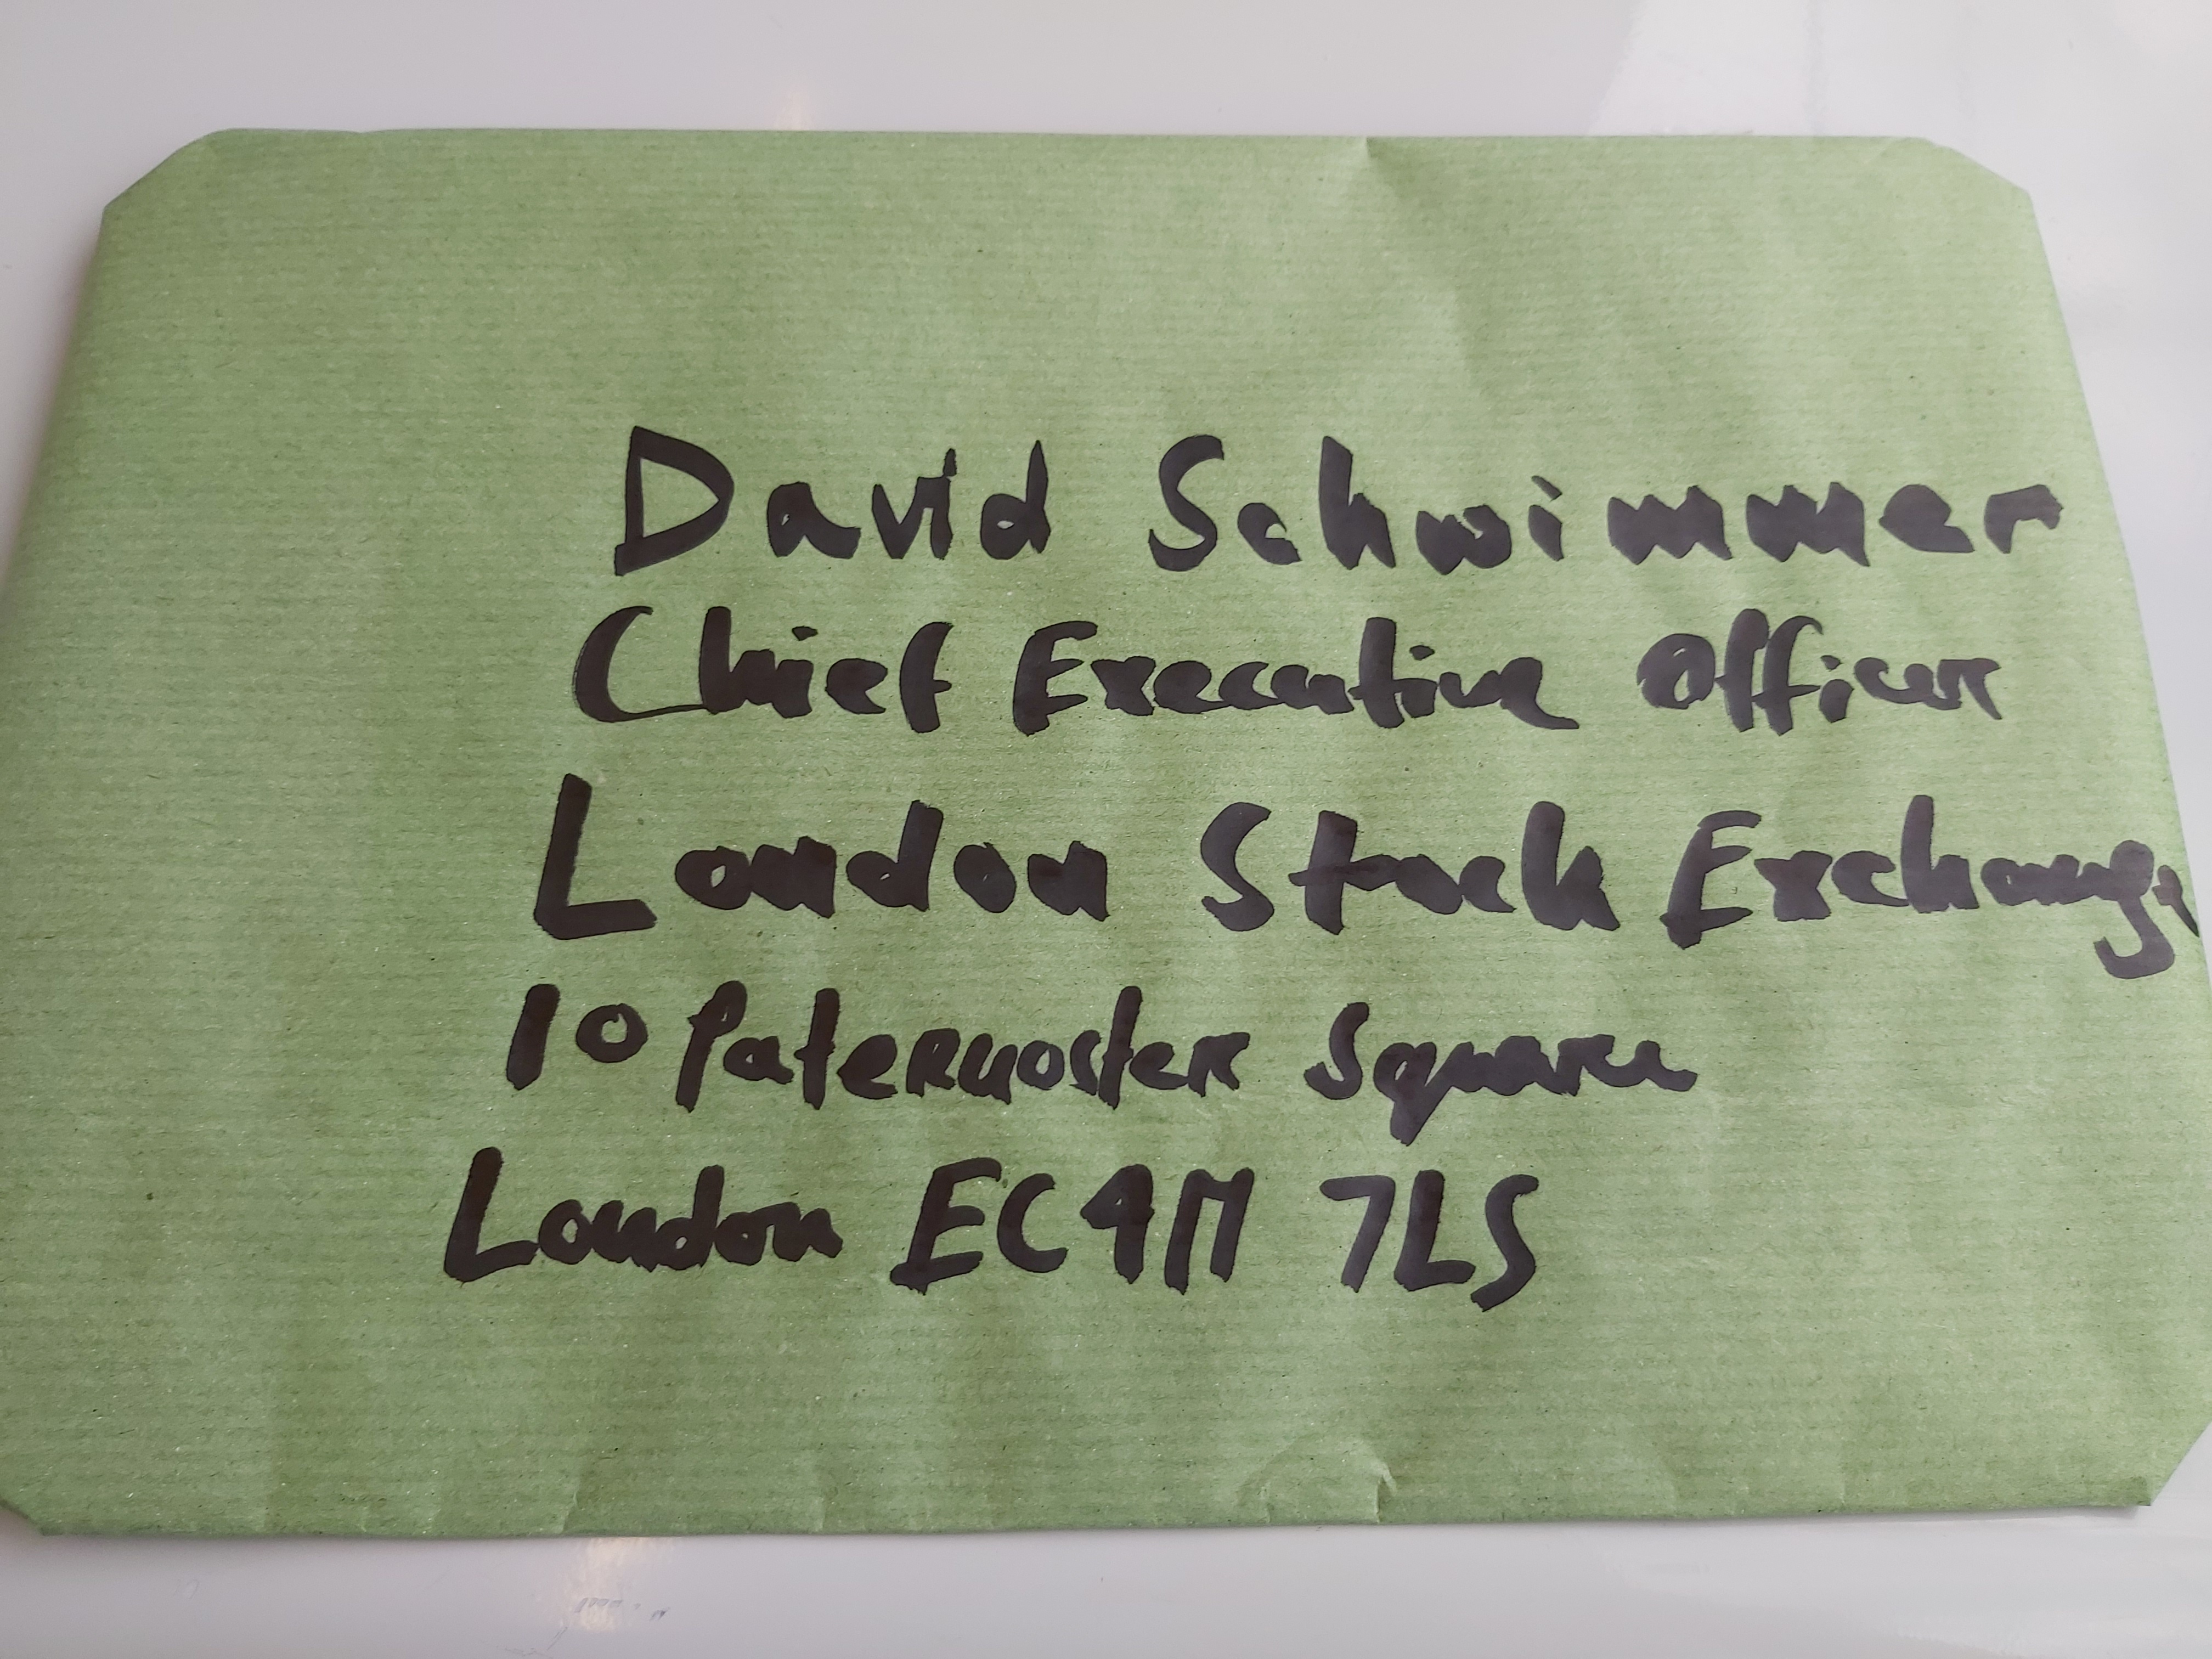 David Schwimmer
Chief Executive Officer
London Stock Exchange
10 Paternoster Square
London EC4M 7LS